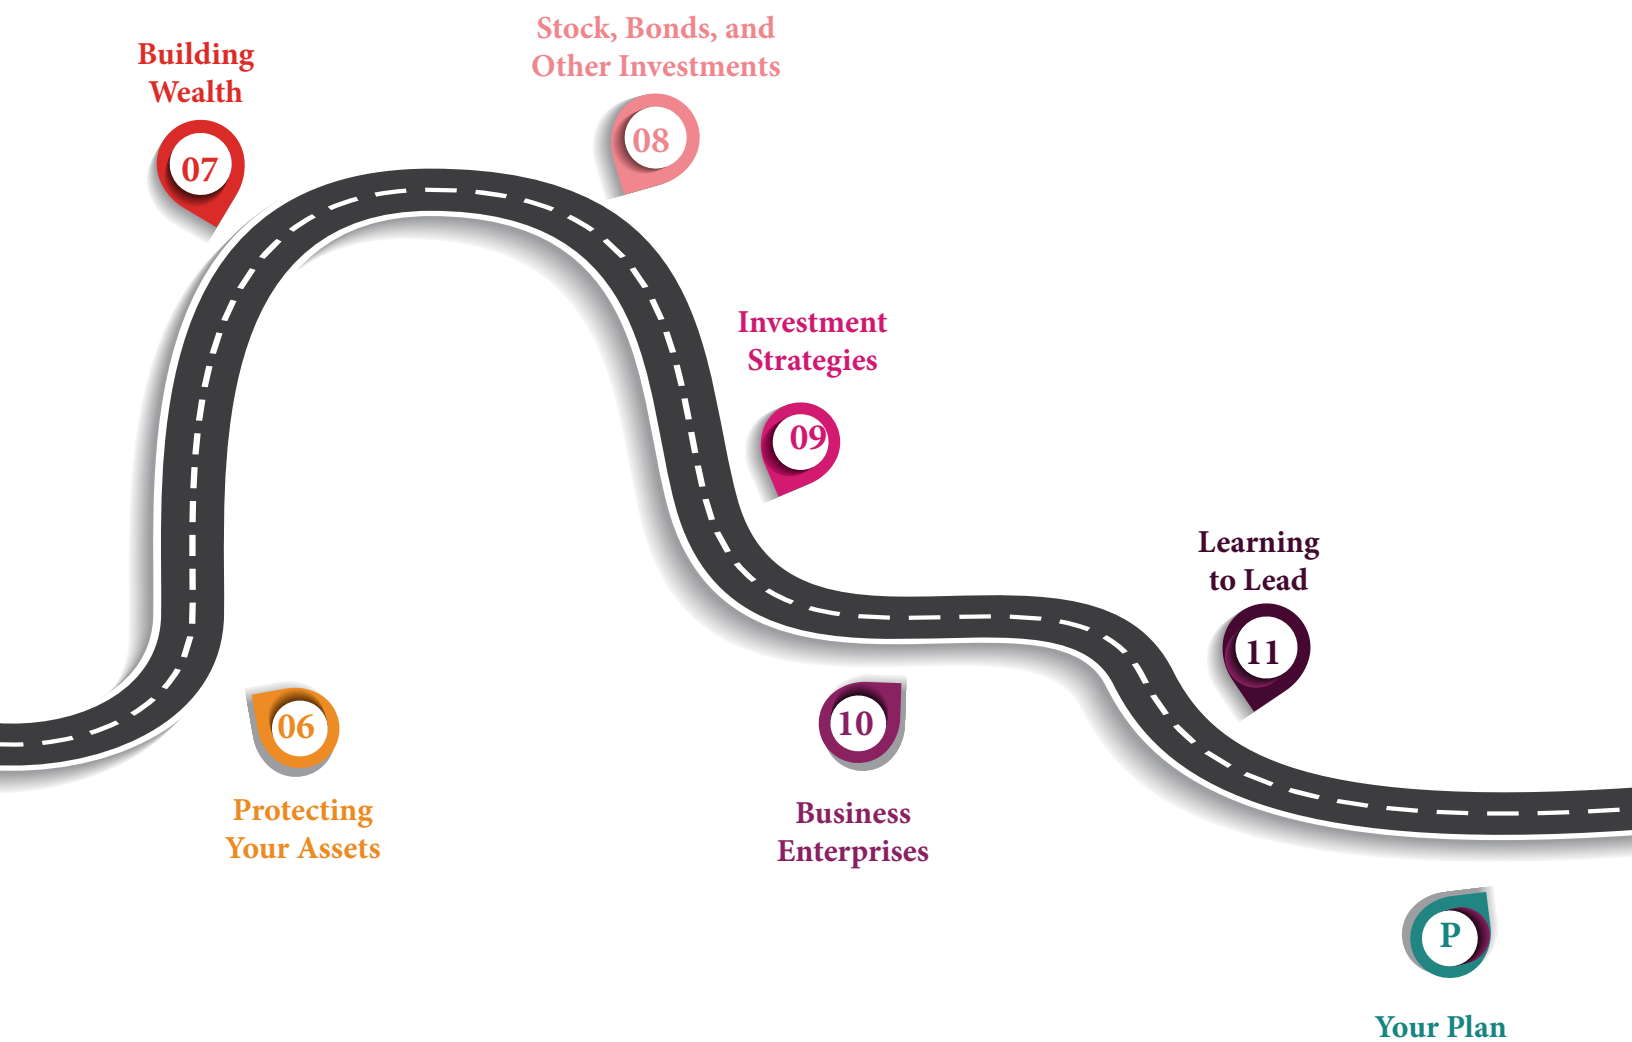 Building
Wealth
07
Stock, Bonds, and
Other Investments
08
Investment
Strategies
09
Learning
to Lead
11
06
Protecting
Your Assets
10
Business
Enterprises
P
Your Plan